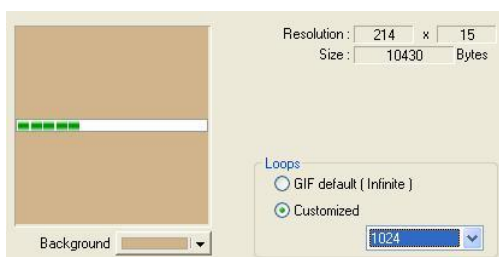 Resolution : 214 x 15
Size : 10430 Bytes
Loops
GIF default ( Infinite )
Customized
1024
Background